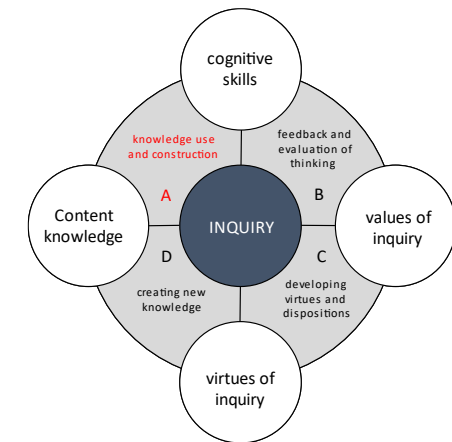 cognitive
skills
knowledge use
and construction
A
feedback and
evaluation of
thinking
B
Content
knowledge
INQUIRY
values of
inquiry
D
creating new
knowledge
C
developing
virtues and
dispositions
virtues of
inquiry